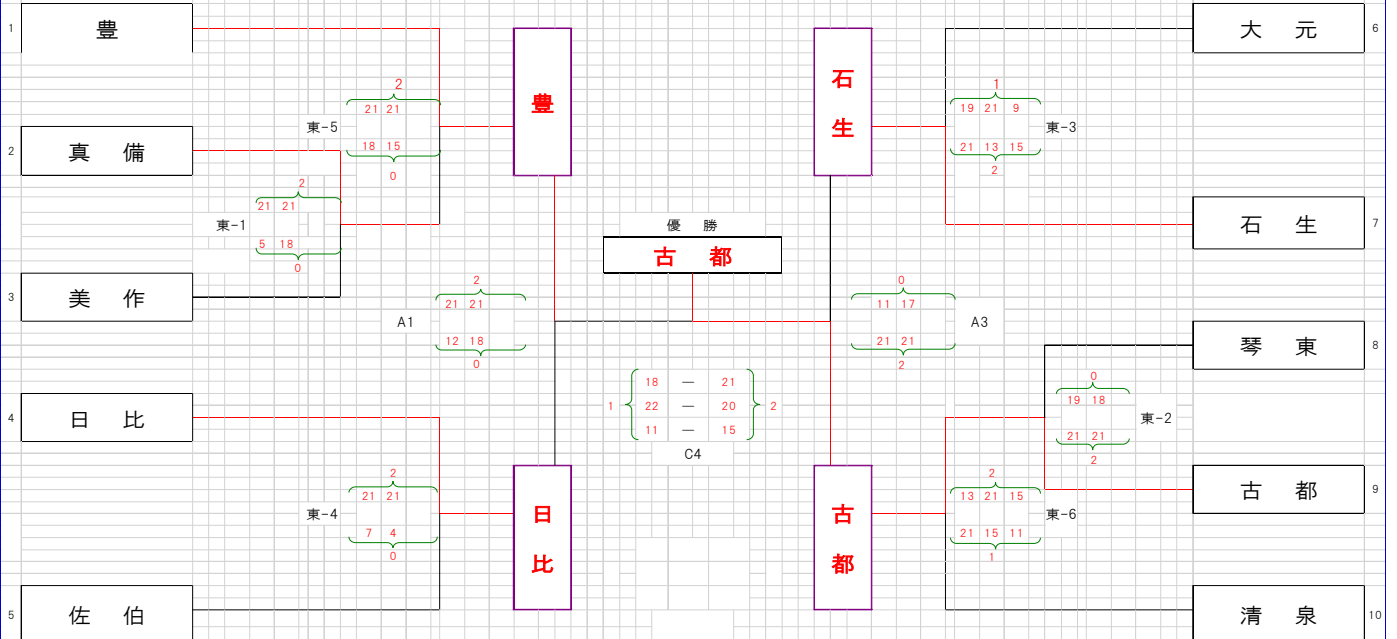 1 豊
2 真 備
3 美 作
4 日 比
5 佐 伯
2
21 21
東-5
18 15
0
2
21 21
東-1
5 18
0
2
21 21
東-4
7 4
0
豊
日 比
2
21 21
A1
12 18
0
優 勝
古 都
18 — 21
1 22 — 20 2
11 — 15
C4
石 生
古 都
0
11 17
A3
21 21
2
1
19 21 9
東-3
21 13 15
2
0
19 18
東-2
21 21
2
2
13 21 15
東-6
21 15 11
1
大 元 6
石 生 7
琴 東 8
古 都 9
清 泉 10